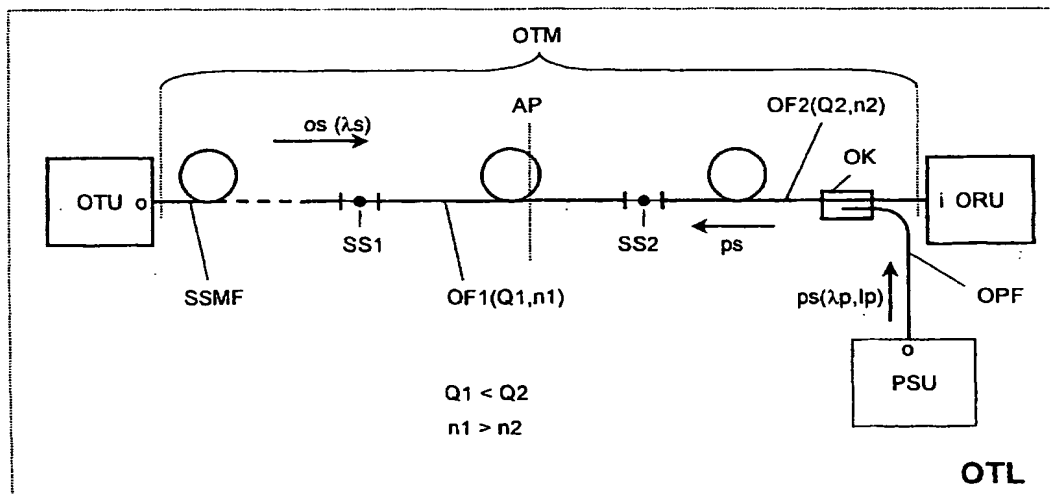 OTM
AP
os (λs)
OF2(Q2,n2)
OK
OTU o
i ORU
SS1
SS2
ps
SSMF
OF1(Q1,n1)
ps(λp,Ip)
OPF
o
PSU
Q1 < Q2
n1 > n2
OTL